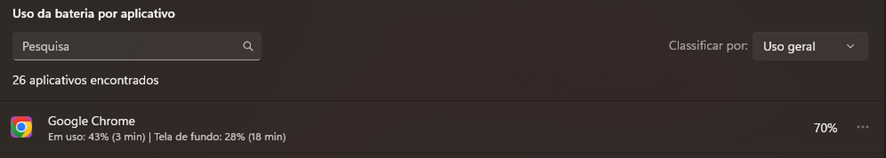 Uso da bateria por aplicativo
Pesquisa
Classificar por: Uso geral
26 aplicativos encontrados
Google Chrome
Em uso: 43% (3 min) | Tela de fundo: 28% (18 min)
70%